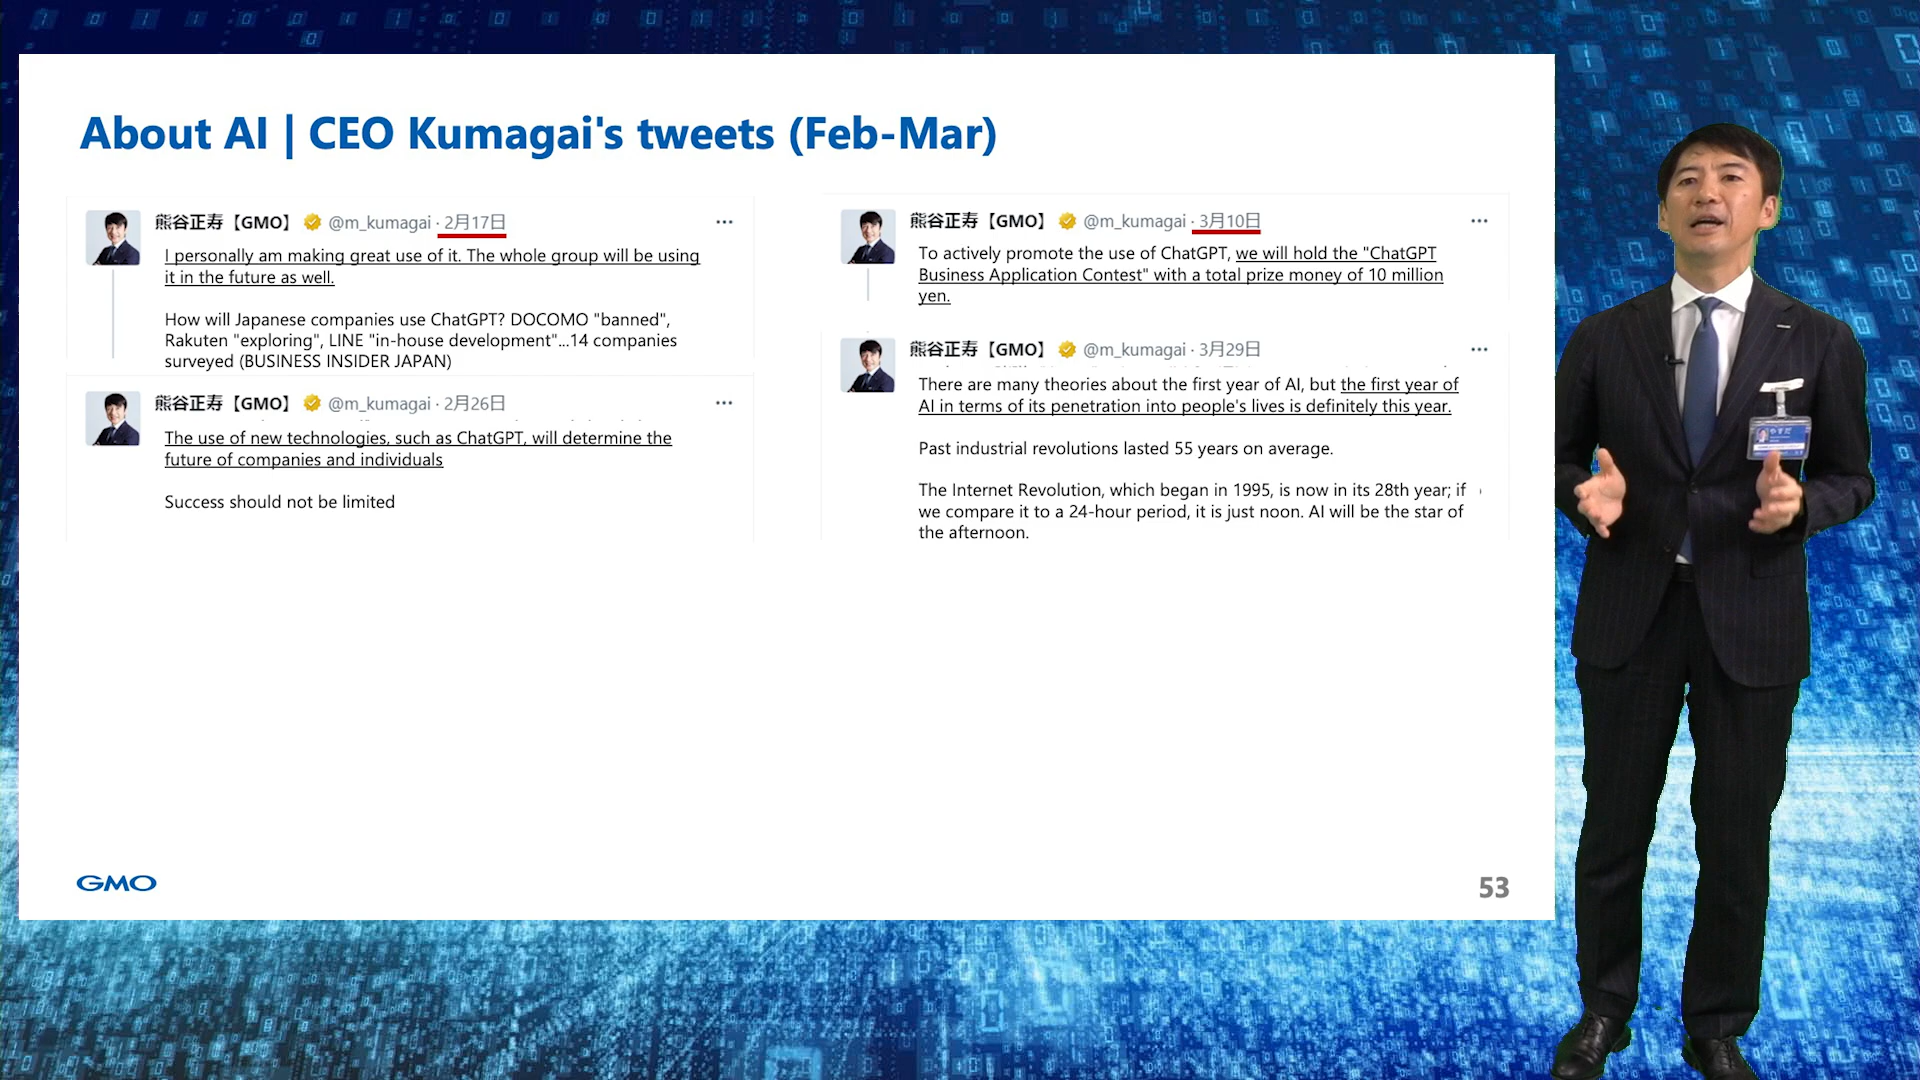 About AI | CEO Kumagai's tweets (Feb-Mar)
熊谷正寿【GMO】 @m_kumagai · 2月17日
I personally am making great use of it. The whole group will be using
it in the future as well.
How will Japanese companies use ChatGPT? DOCOMO "banned",
Rakuten "exploring", LINE "in-house development"...14 companies
surveyed (BUSINESS INSIDER JAPAN)
熊谷正寿【GMO】 @m_kumagai · 2月26日
The use of new technologies, such as ChatGPT, will determine the
future of companies and individuals
Success should not be limited
熊谷正寿【GMO】 @m_kumagai · 3月10日
To actively promote the use of ChatGPT, we will hold the "ChatGPT
Business Application Contest" with a total prize money of 10 million
yen.
熊谷正寿【GMO】 @m_kumagai · 3月29日
There are many theories about the first year of AI, but the first year of
AI in terms of its penetration into people's lives is definitely this year.
Past industrial revolutions lasted 55 years on average.
The Internet Revolution, which began in 1995, is now in its 28th year; if
we compare it to a 24-hour period, it is just noon. AI will be the star of
the afternoon.
GMO
53
やすだ